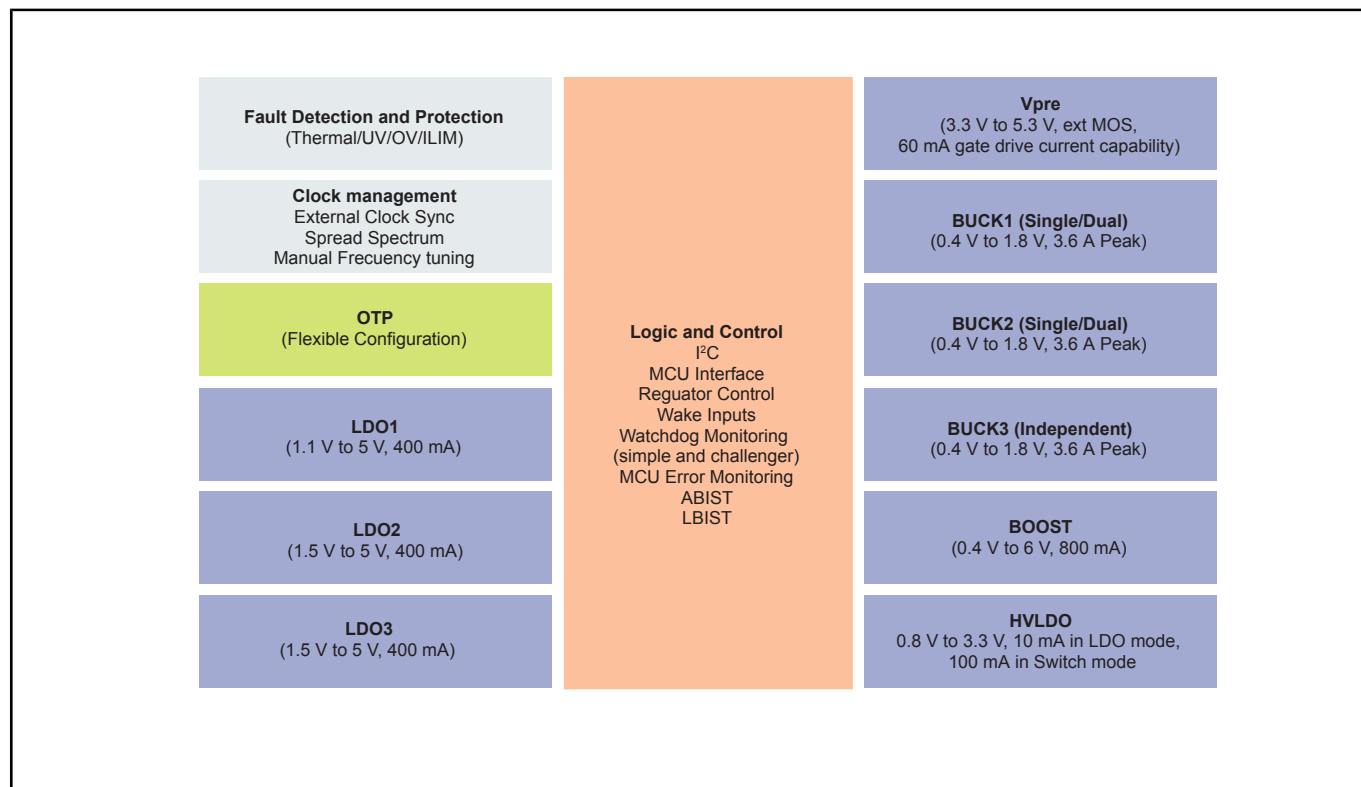 Fault Detection and Protection
(Thermal/UV/OV/ILIM)
Clock management
External Clock Sync
Spread Spectrum
Manual Frecuency tuning
OTP
(Flexible Configuration)
LDO1
(1.1 V to 5 V, 400 mA)
LDO2
(1.5 V to 5 V, 400 mA)
LDO3
(1.5 V to 5 V, 400 mA)
Logic and Control
I²C
MCU Interface
Reguator Control
Wake Inputs
Watchdog Monitoring
(simple and challenger)
MCU Error Monitoring
ABIST
LBIST
Vpre
(3.3 V to 5.3 V, ext MOS,
60 mA gate drive current capability)
BUCK1 (Single/Dual)
(0.4 V to 1.8 V, 3.6 A Peak)
BUCK2 (Single/Dual)
(0.4 V to 1.8 V, 3.6 A Peak)
BUCK3 (Independent)
(0.4 V to 1.8 V, 3.6 A Peak)
BOOST
(0.4 V to 6 V, 800 mA)
HVLDO
0.8 V to 3.3 V, 10 mA in LDO mode,
100 mA in Switch mode